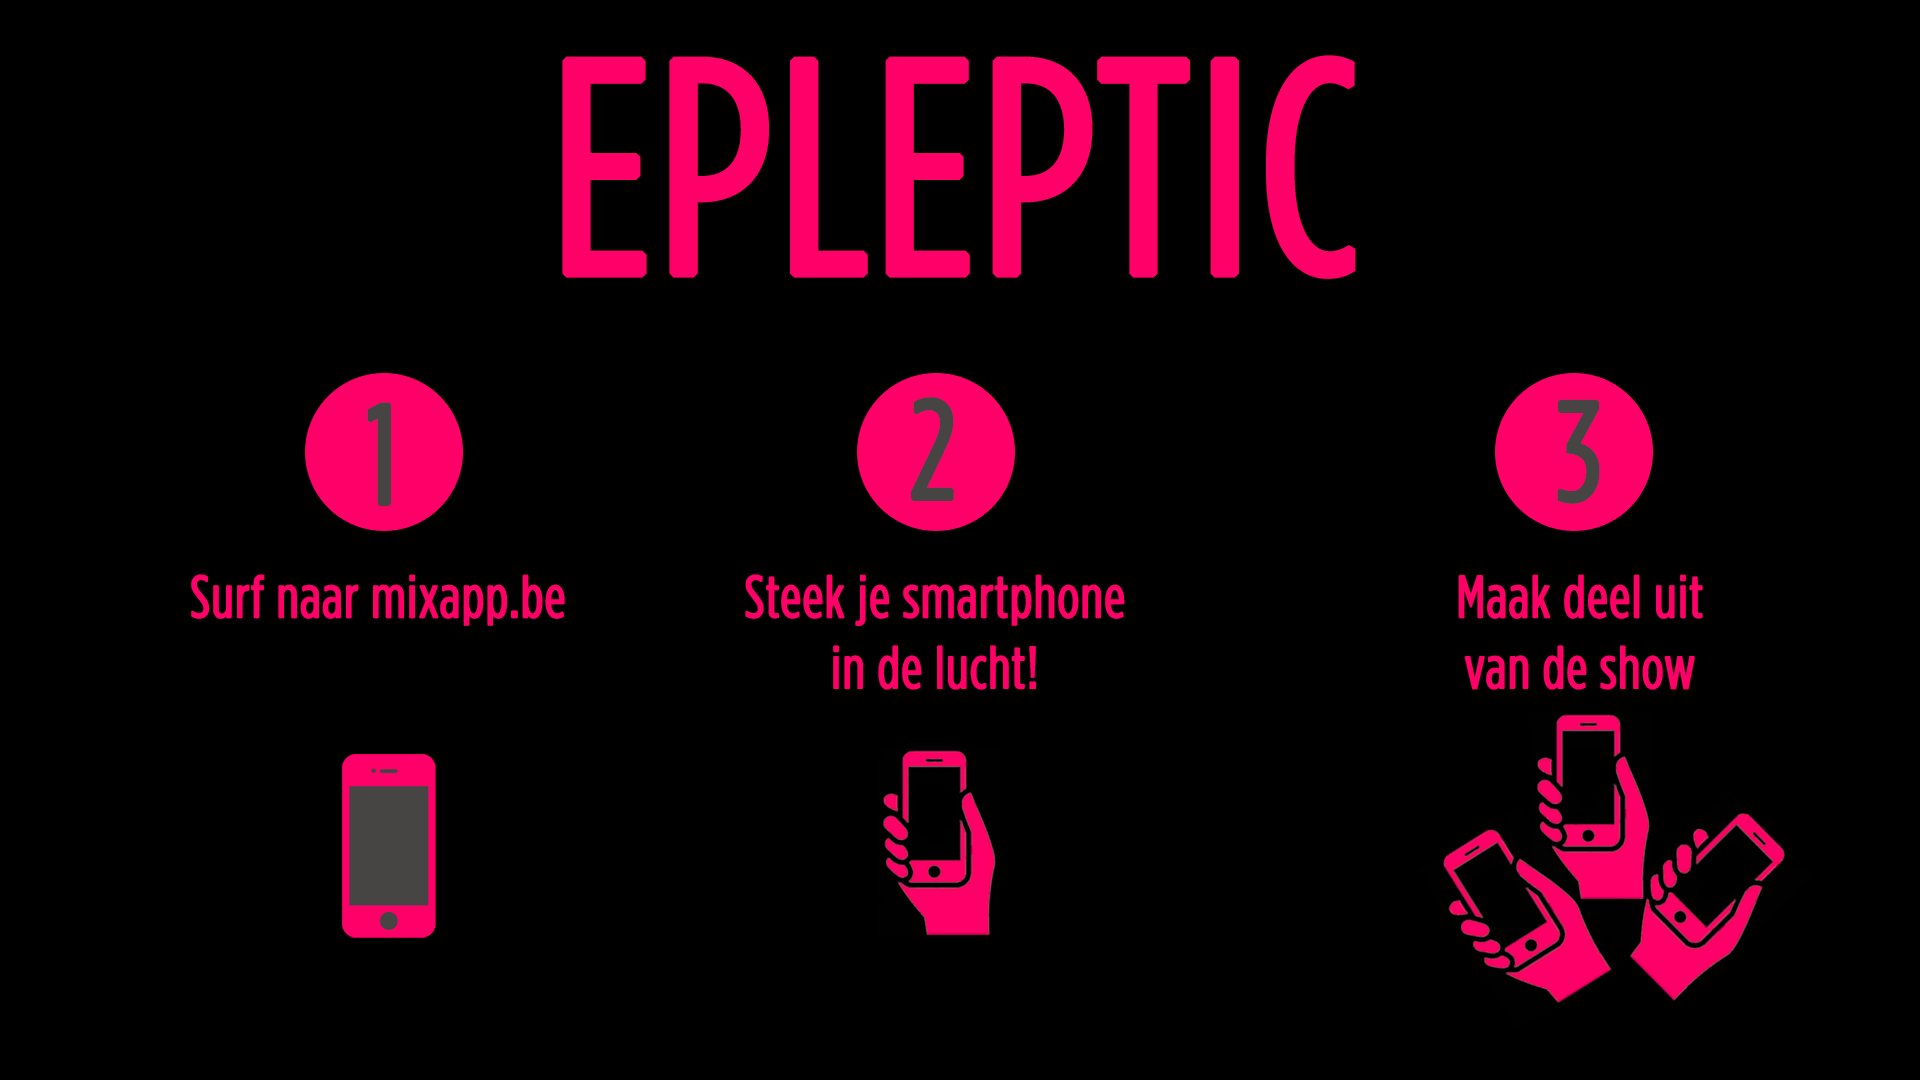 EPLEPTIC
1
Surf naar mixapp.be
2
Steek je smartphone
in de lucht!
3
Maak deel uit
van de show